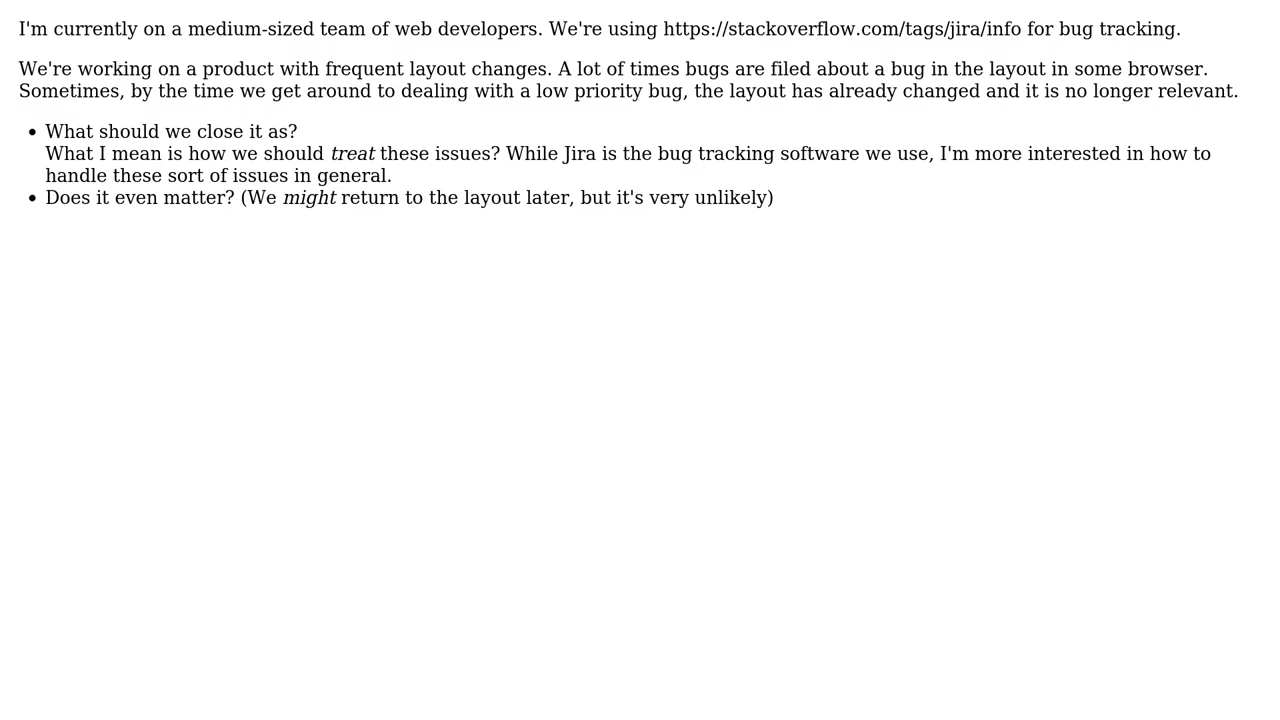 I'm currently on a medium-sized team of web developers. We're using https://stackoverflow.com/tags/jira/info for bug tracking.
We're working on a product with frequent layout changes. A lot of times bugs are filed about a bug in the layout in some browser.
Sometimes, by the time we get around to dealing with a low priority bug, the layout has already changed and it is no longer relevant.
• What should we close it as?
What I mean is how we should treat these issues? While Jira is the bug tracking software we use, I'm more interested in how to
handle these sort of issues in general.
• Does it even matter? (We might return to the layout later, but it's very unlikely)